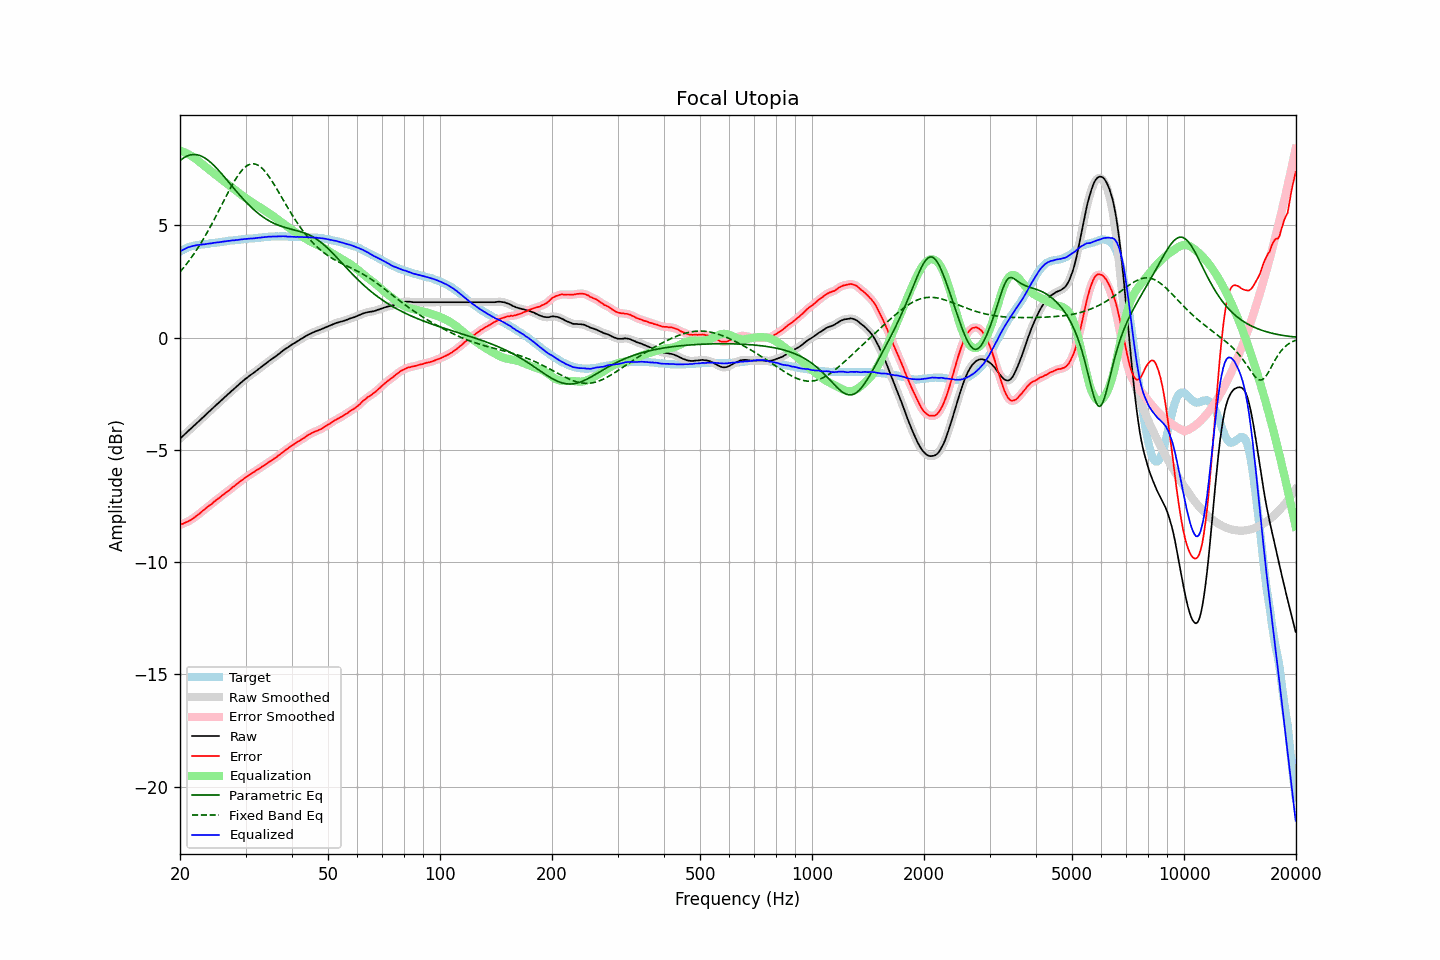 Focal Utopia
5
0
−5
−10
−15
−20
Amplitude (dBr)
Target
Raw Smoothed
Error Smoothed
Raw
Error
Equalization
Parametric Eq
Fixed Band Eq
Equalized
20 50 100 200 500 1000 2000 5000 10000 20000
Frequency (Hz)